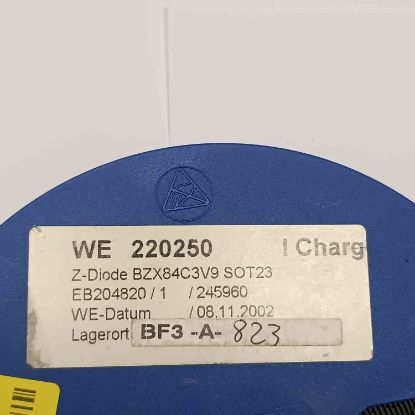 WE 220250 ! Charg
Z-Diode BZX84C3V9 SOT23
EB204820 / 1 / 245960
WE-Datum / 08.11.2002
Lagerort BF3 -A- 823